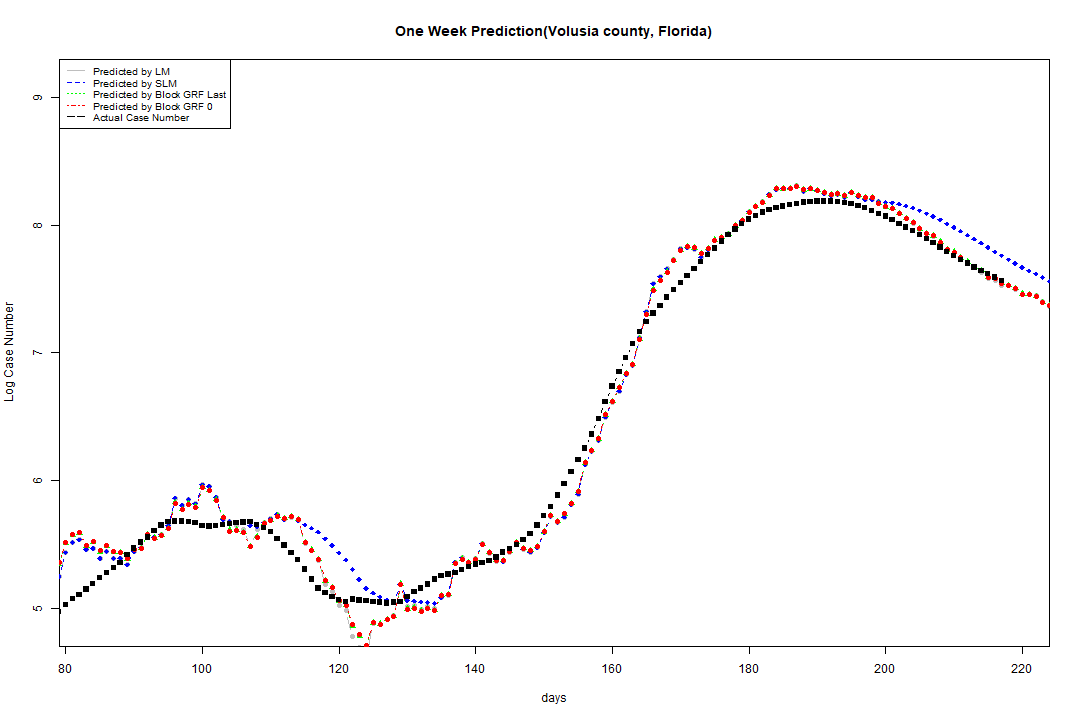 One Week Prediction(Volusia county, Florida)
Predicted by LM
Predicted by SLM
Predicted by Block GRF Last
Predicted by Block GRF 0
Actual Case Number
9
8
7
6
5
Log Case Number
80 100 120 140 160 180 200 220
days